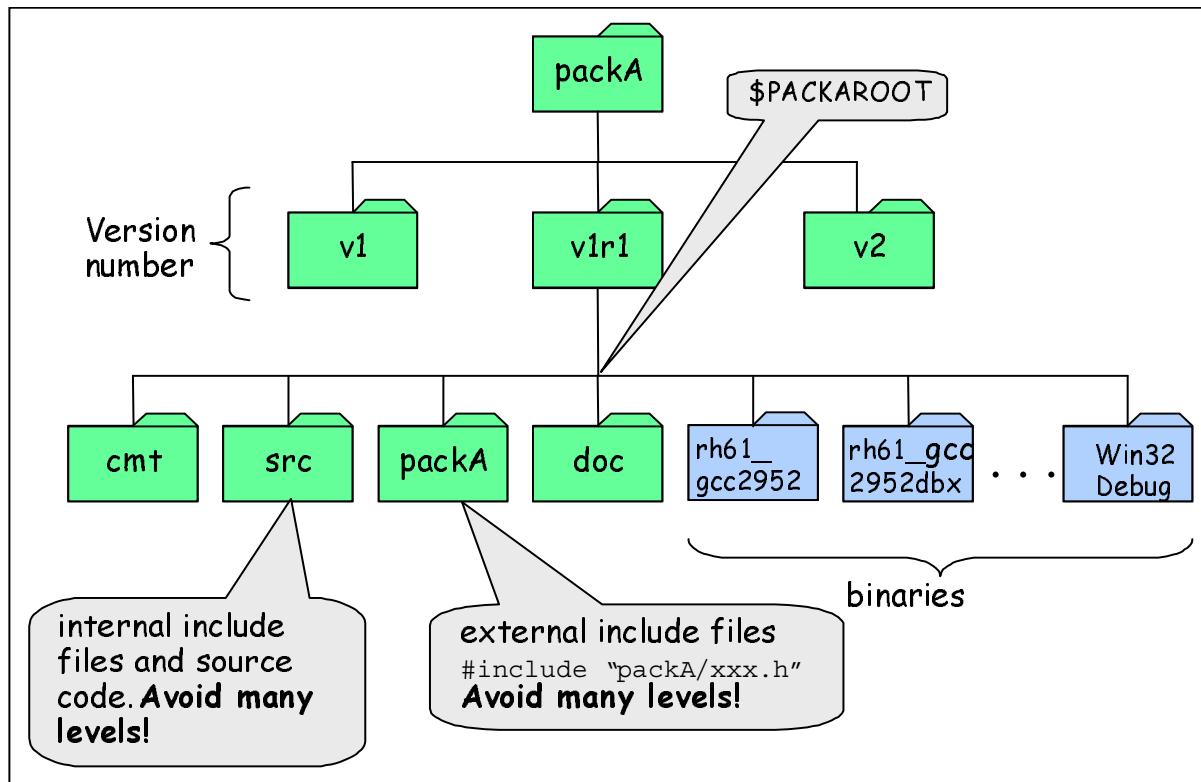 packA
$PACKAROOT
Version
number
v1
v1r1
v2
cmt
src
packA
doc
rh61_
gcc2952
rh61_gcc
2952dbx
. . .
Win32
Debug
binaries
internal include
files and source
code. Avoid many
levels!
external include files
#include “packA/xxx.h”
Avoid many levels!